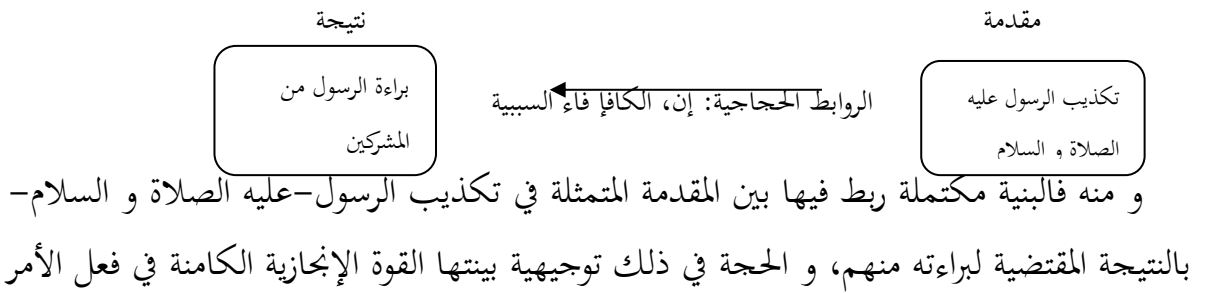 مقدمة
نتيجة
تكذيب الرسول عليه
الصلاة و السلام
الروابط الحجاجية: إن، الكافإ فاء السببية
براءة الرسول من
المشركين
و منه فالبنية مكتملة ربط فيها بين المقدمة المتمثلة في تكذيب الرسول-عليه الصلاة و السلام-
بالنتيجة المقتضية لبراءته منهم، و الحجة في ذلك توجيهية بينتها القوة الإنجازية الكامنة في فعل الأمر